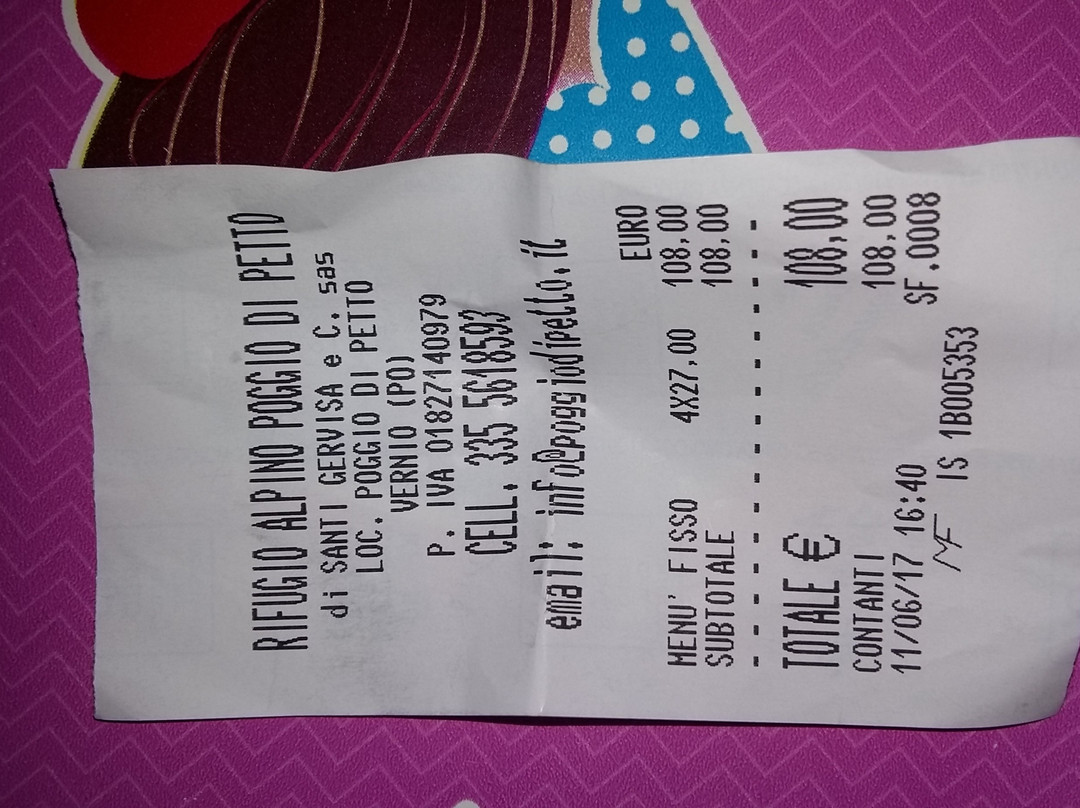 RIFUGIO ALPINO POGGIO DI PETTO
di SANTI GERVISA e C. sas
LOC. POGGIO DI PETTO
VERNIO (PO)
P. IVA 01827140979
CELL. 335 5618593
email: info@poggiodipetto.it
EURO
MENU' FISSO 4X27,00 108,00
SUBTOTALE 108,00
- - - - - - - - - - - - - - -
TOTALE € 108,00
CONTANTI 108,00
11/06/17 16:40 SF.0008
MF IS 1B005353